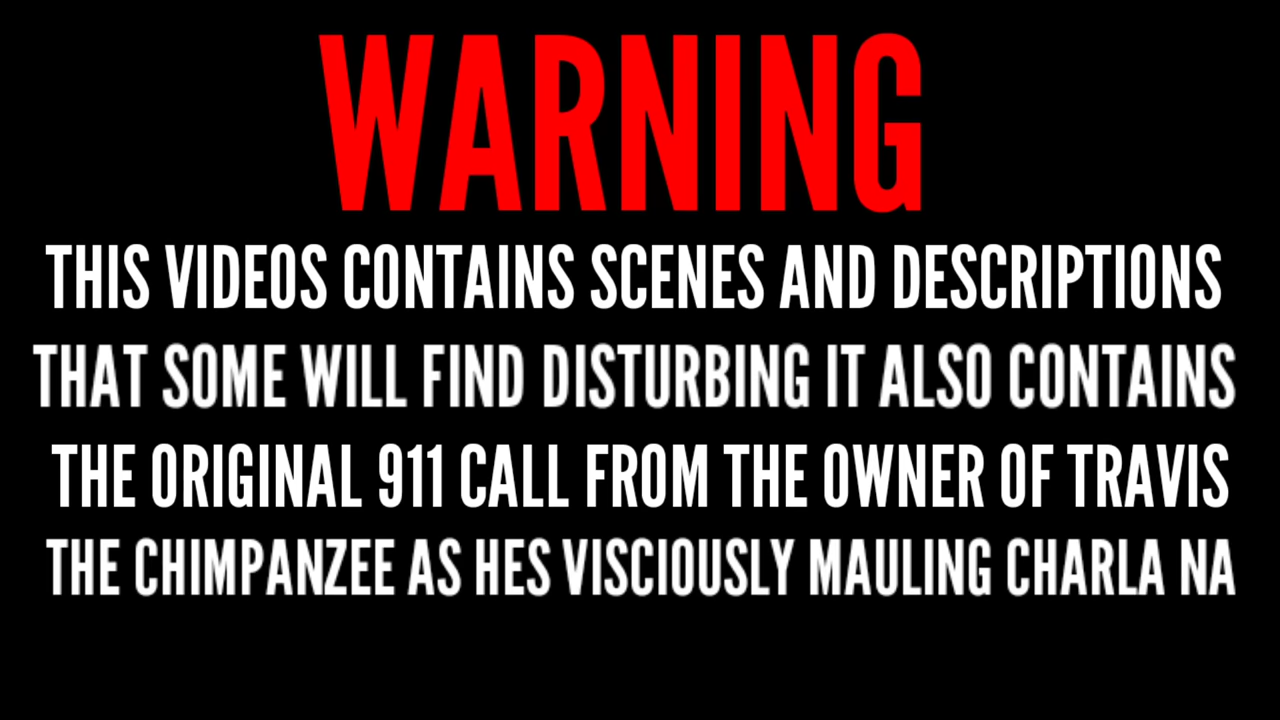 WARNING
THIS VIDEOS CONTAINS SCENES AND DESCRIPTIONS
THAT SOME WILL FIND DISTURBING IT ALSO CONTAINS
THE ORIGINAL 911 CALL FROM THE OWNER OF TRAVIS
THE CHIMPANZEE AS HES VISCIOUSLY MAULING CHARLA NA